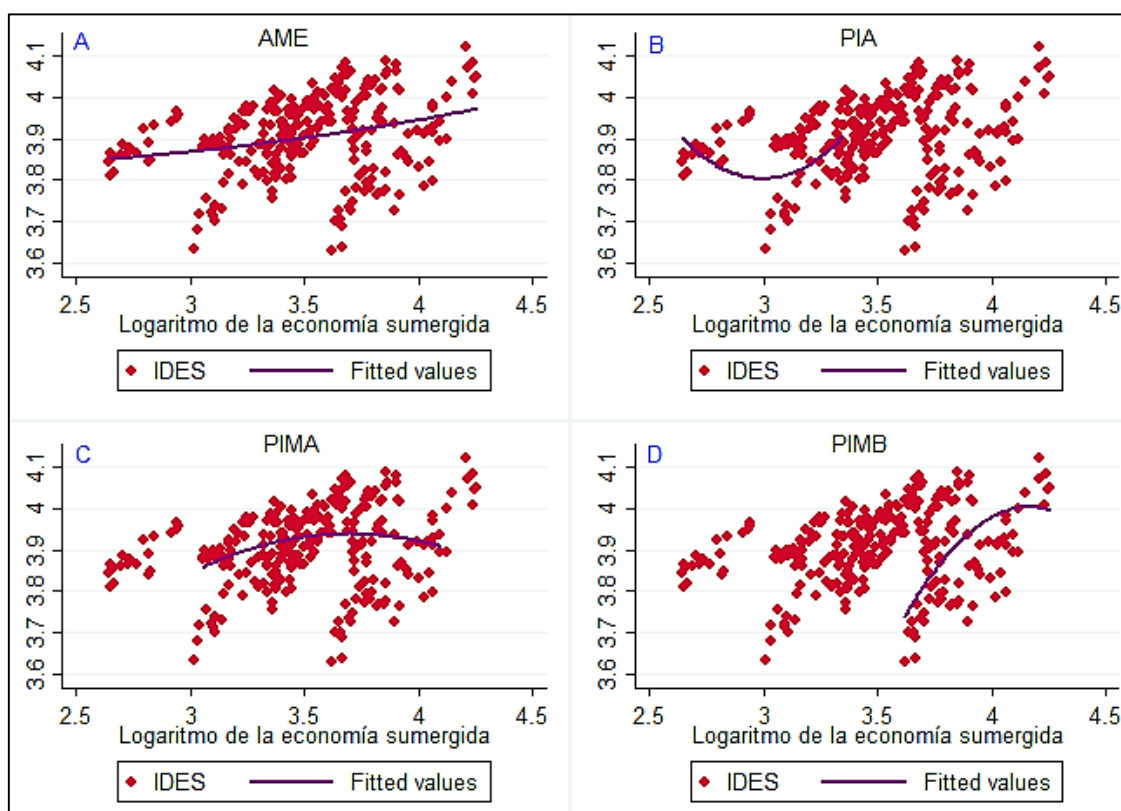 A
AME
4.1
4
3.9
3.8
3.7
3.6
2.5 3 3.5 4 4.5
Logaritmo de la economía sumergida
IDES Fitted values
B
PIA
4.1
4
3.9
3.8
3.7
3.6
2.5 3 3.5 4 4.5
Logaritmo de la economía sumergida
IDES Fitted values
C
PIMA
4.1
4
3.9
3.8
3.7
3.6
2.5 3 3.5 4 4.5
Logaritmo de la economía sumergida
IDES Fitted values
D
PIMB
4.1
4
3.9
3.8
3.7
3.6
2.5 3 3.5 4 4.5
Logaritmo de la economía sumergida
IDES Fitted values